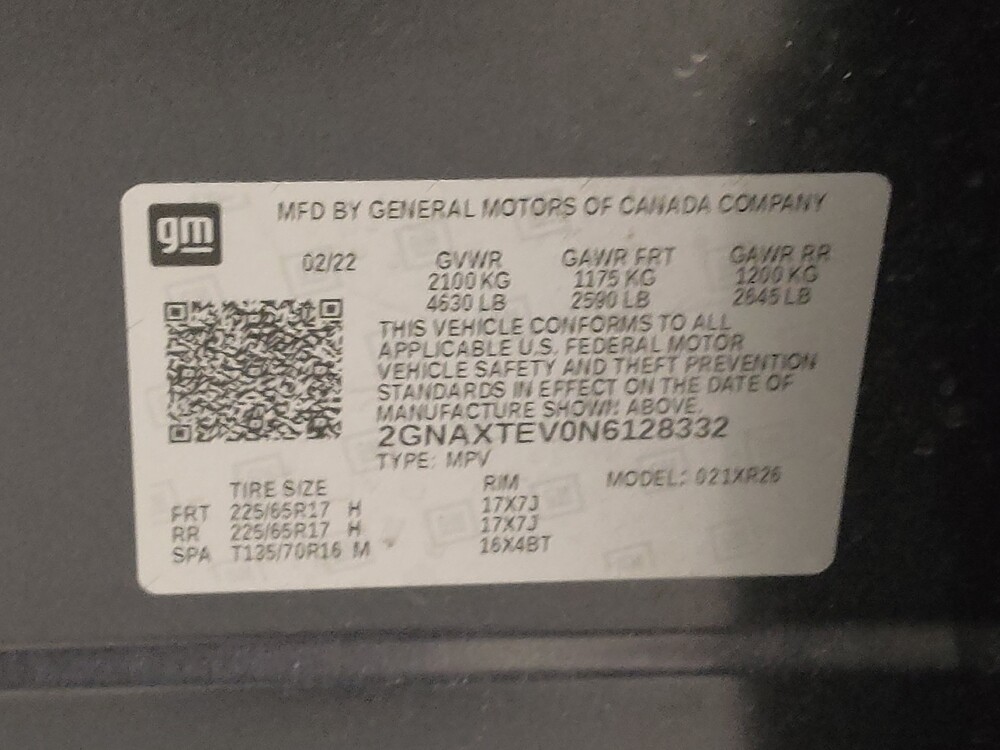 gm
MFD BY GENERAL MOTORS OF CANADA COMPANY
02/22 GVWR GAWR FRT GAWR RR
2100 KG 1175 KG 1200 KG
4630 LB 2590 LB 2645 LB
THIS VEHICLE CONFORMS TO ALL
APPLICABLE U.S. FEDERAL MOTOR
VEHICLE SAFETY AND THEFT PREVENTION
STANDARDS IN EFFECT ON THE DATE OF
MANUFACTURE SHOWN ABOVE.
2GNAXTEV0N6128332
TYPE: MPV
TIRE SIZE RIM MODEL: 021XR26
FRT 225/65R17 H 17X7J
RR 225/65R17 H 17X7J
SPA T135/70R16 M 16X4BT